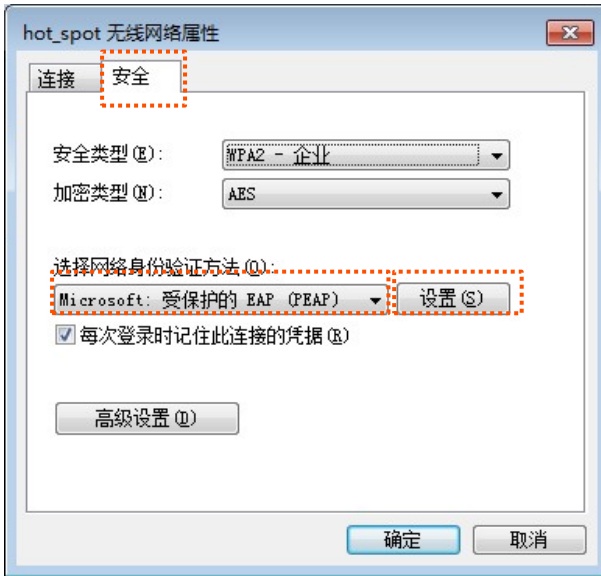 hot_spot 无线网络属性
连接 安全
安全类型(E): WPA2 - 企业
加密类型(N): AES
选择网络身份验证方法(O):
Microsoft: 受保护的 EAP (PEAP) 设置(S)
每次登录时记住此连接的凭据(R)
高级设置(D)
确定 取消